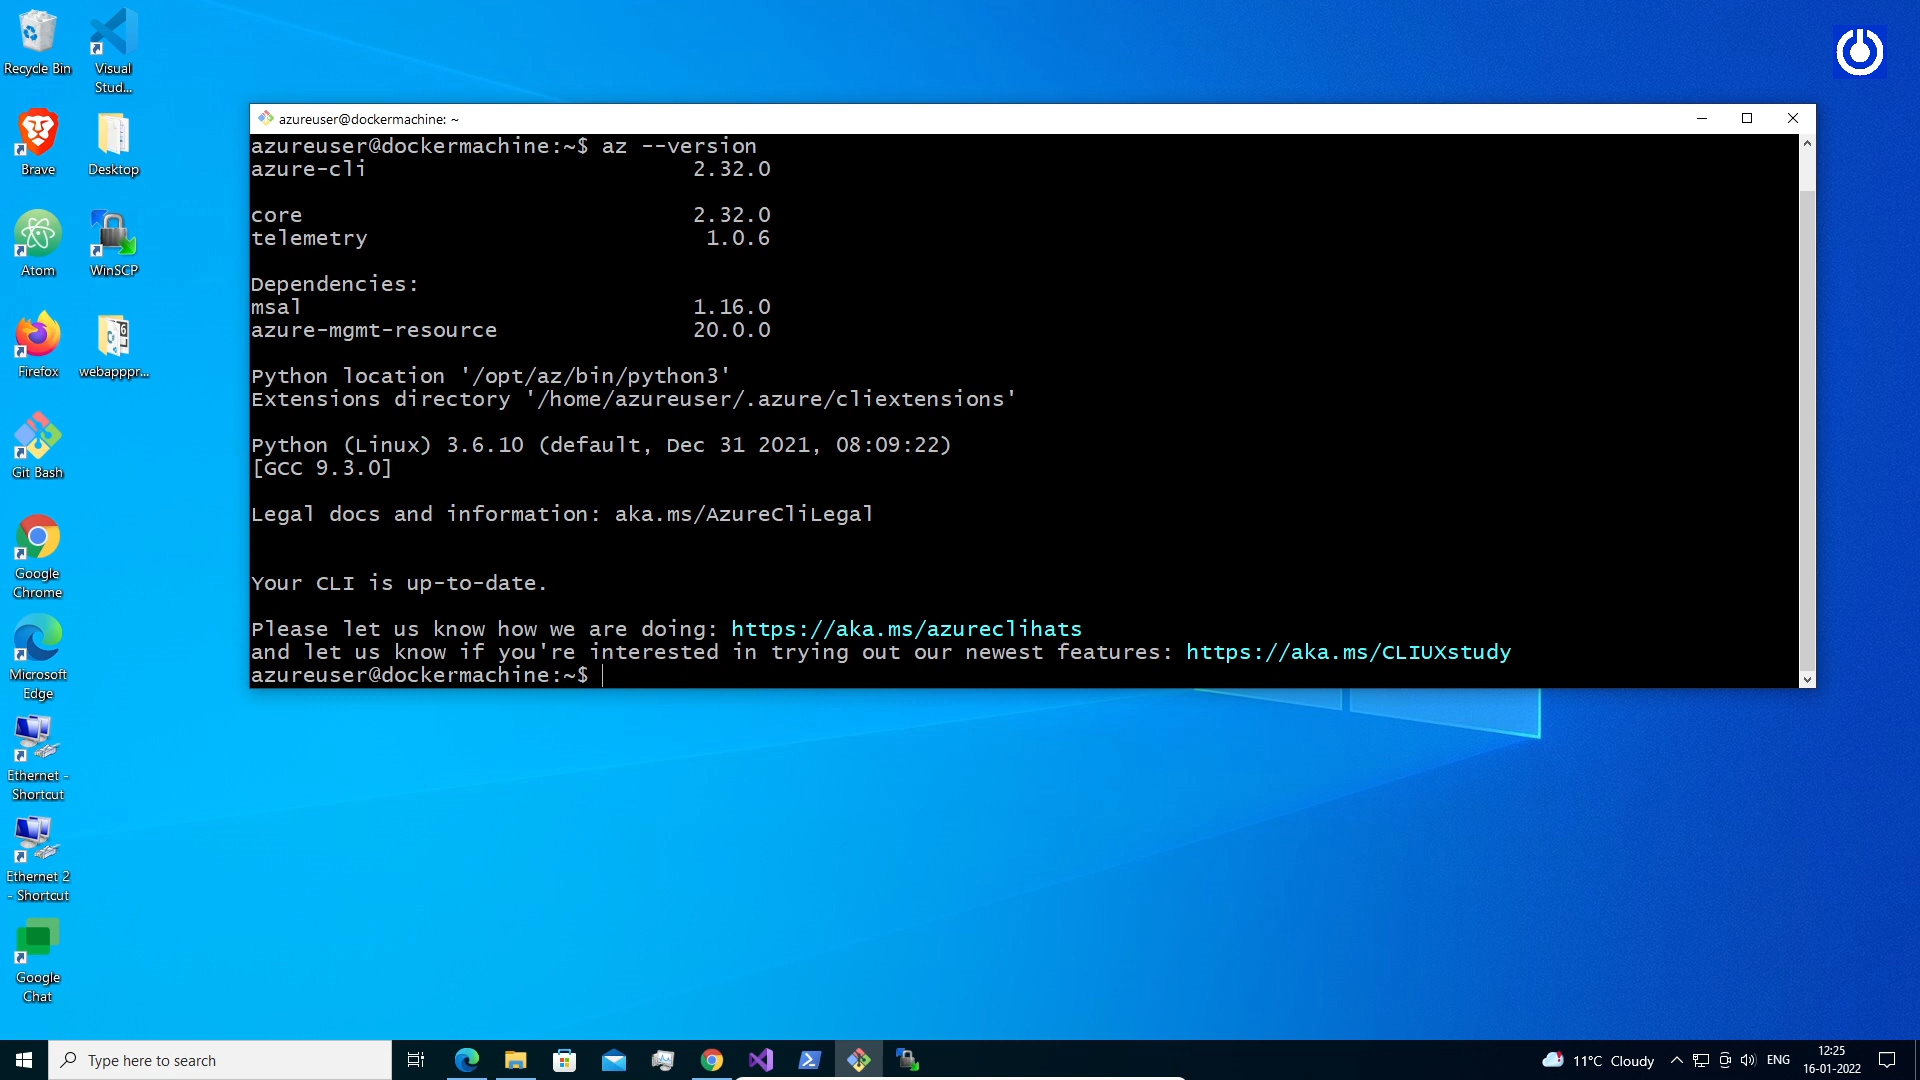 Recycle Bin
Visual
Stud...
Brave
Desktop
Atom
WinSCP
Firefox
webapppr...
Git Bash
Google
Chrome
Microsoft
Edge
Ethernet -
Shortcut
Ethernet 2
- Shortcut
Google
Chat
azureuser@dockermachine: ~
azureuser@dockermachine:~$ az --version
azure-cli 2.32.0
core 2.32.0
telemetry 1.0.6
Dependencies:
msal 1.16.0
azure-mgmt-resource 20.0.0
Python location '/opt/az/bin/python3'
Extensions directory '/home/azureuser/.azure/cliextensions'
Python (Linux) 3.6.10 (default, Dec 31 2021, 08:09:22)
[GCC 9.3.0]
Legal docs and information: aka.ms/AzureCliLegal
Your CLI is up-to-date.
Please let us know how we are doing: https://aka.ms/azureclihats
and let us know if you're interested in trying out our newest features: https://aka.ms/CLIUXstudy
azureuser@dockermachine:~$
Type here to search
11°C Cloudy
ENG
12:25
16-01-2022